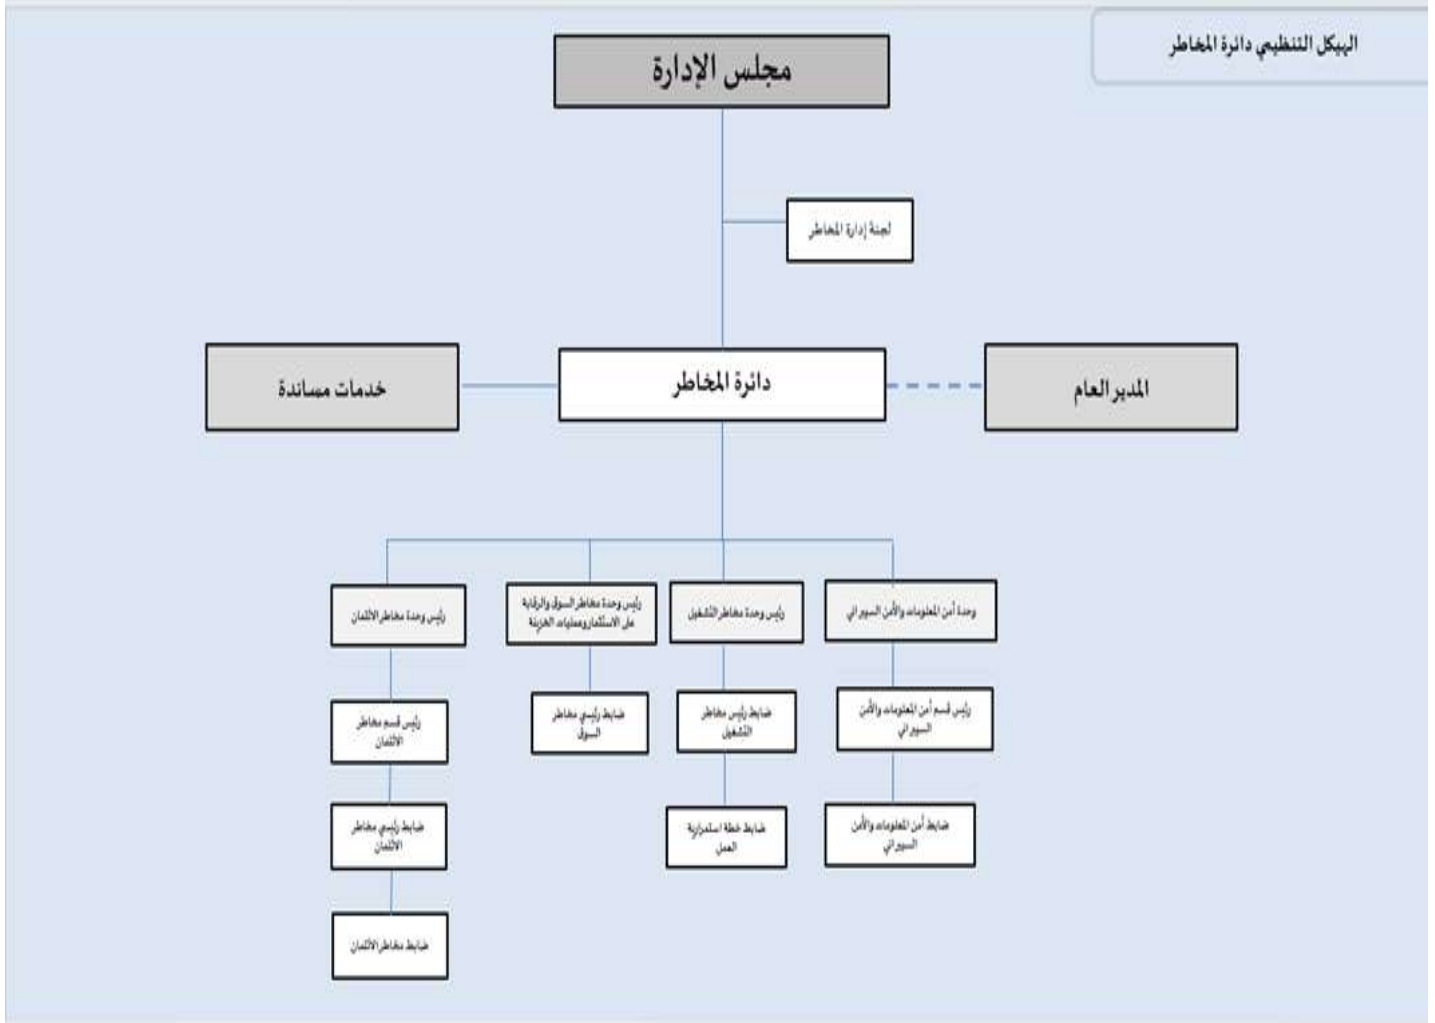 الهيكل التنظيمي دائرة المخاطر
مجلس الإدارة
لجنة إدارة المخاطر
المدير العام
دائرة المخاطر
خدمات مساندة
وحدة أمن المعلومات والأمن السيبراني
رئيس وحدة مخاطر التشغيل
رئيس وحدة مخاطر السوق والرقابة
على الاستثمار وعمليات الخزينة
رئيس وحدة مخاطر الائتمان
رئيس قسم أمن المعلومات والأمن
السيبراني
ضابط رئيس مخاطر
التشغيل
ضابط رئيسي مخاطر
السوق
رئيس قسم مخاطر
الائتمان
ضابط أمن المعلومات والأمن
السيبراني
ضابط خطة استمرارية
العمل
ضابط رئيسي مخاطر
الائتمان
ضابط مخاطر الائتمان